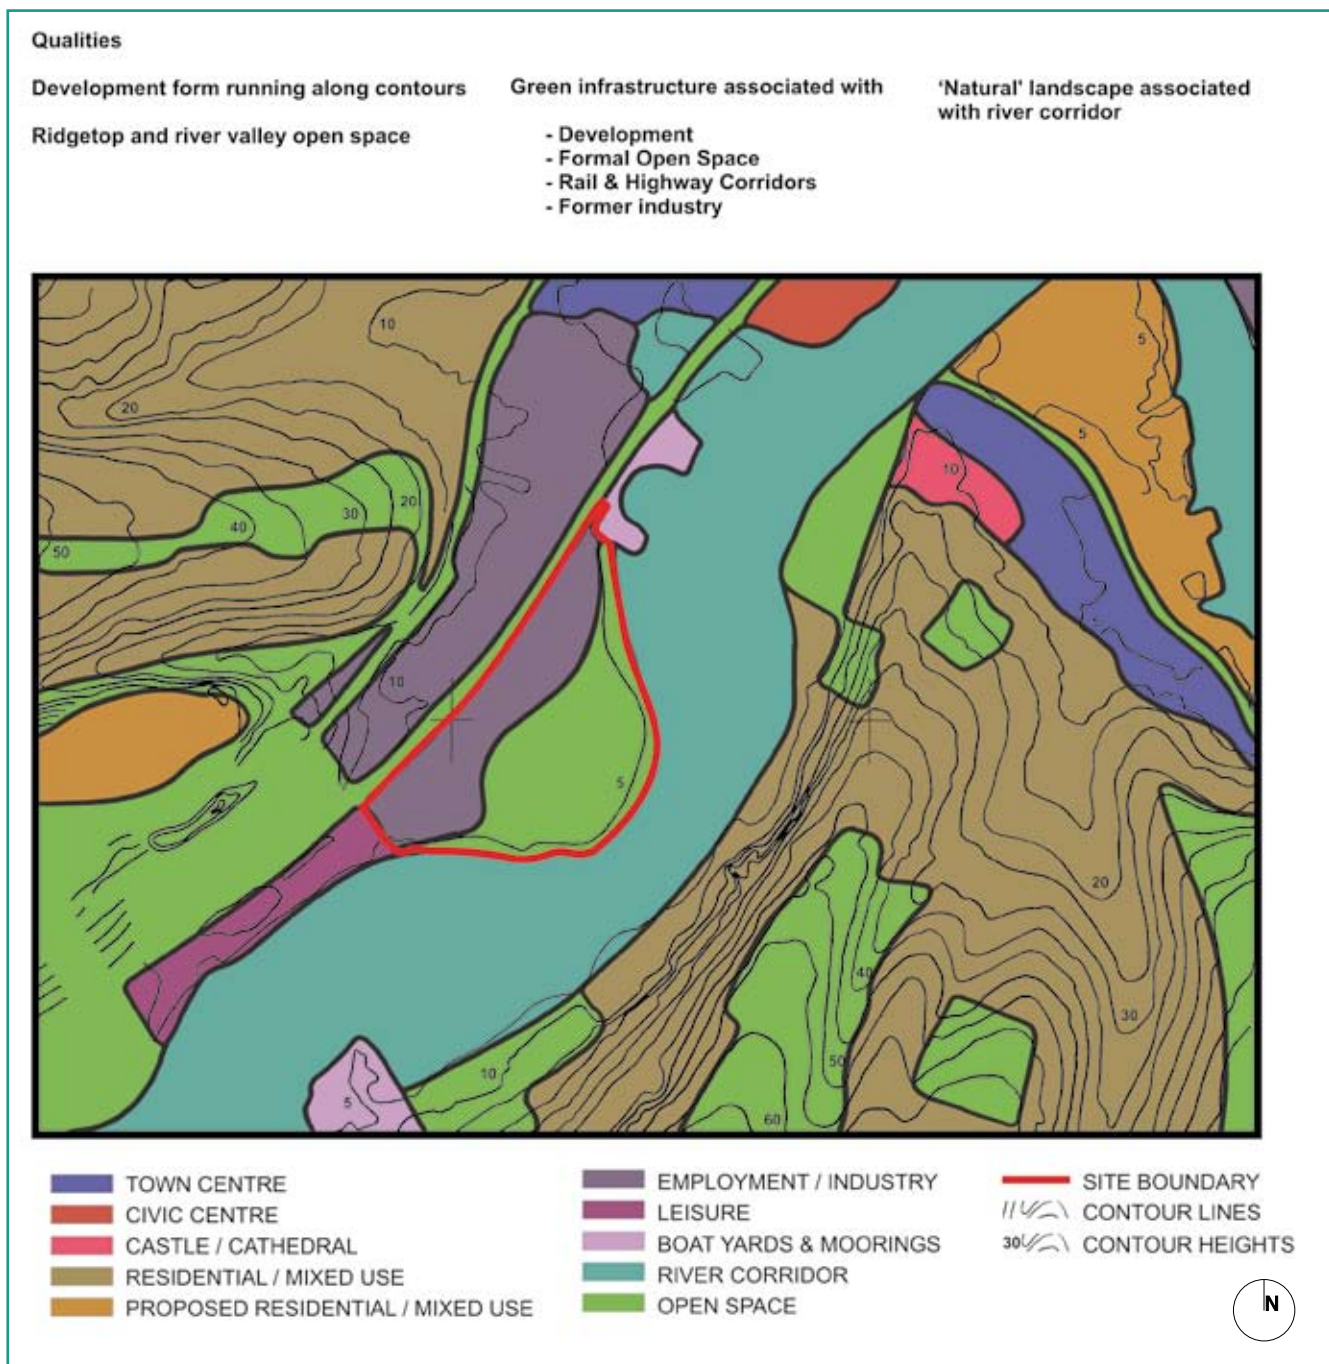 Qualities
Development form running along contours
Ridgetop and river valley open space
Green infrastructure associated with
- Development
- Formal Open Space
- Rail & Highway Corridors
- Former industry
‘Natural’ landscape associated
with river corridor
10
20
50
40
30
20
10
5
5
5
10
10
5
20
30
40
50
60
TOWN CENTRE
CIVIC CENTRE
CASTLE / CATHEDRAL
RESIDENTIAL / MIXED USE
PROPOSED RESIDENTIAL / MIXED USE
EMPLOYMENT / INDUSTRY
LEISURE
BOAT YARDS & MOORINGS
RIVER CORRIDOR
OPEN SPACE
SITE BOUNDARY
CONTOUR LINES
30 CONTOUR HEIGHTS
N